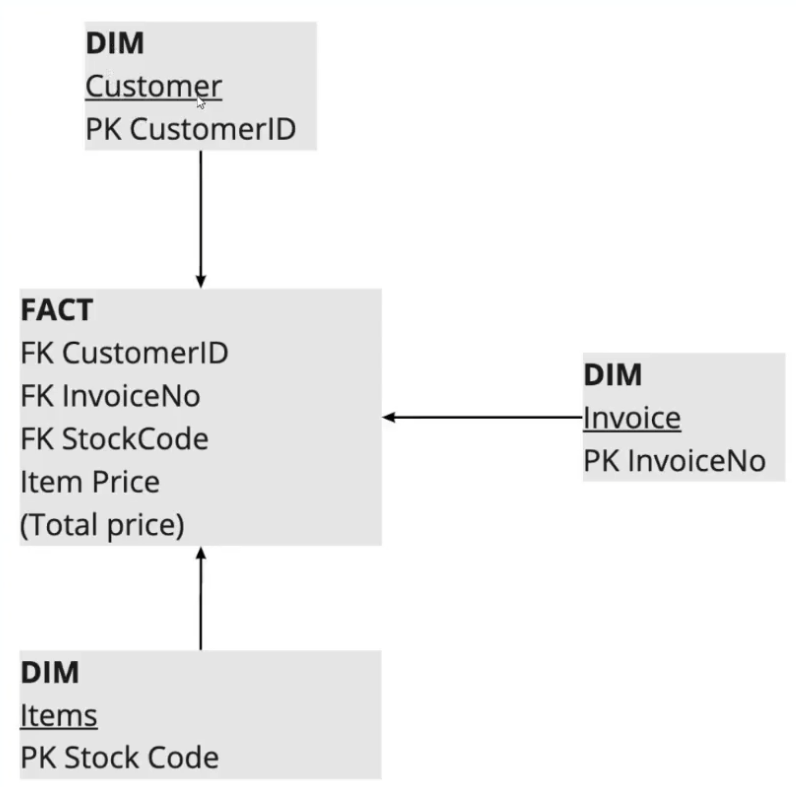 DIM
Customer
PK CustomerID
FACT
FK CustomerID
FK InvoiceNo
FK StockCode
Item Price
(Total price)
DIM
Invoice
PK InvoiceNo
DIM
Items
PK Stock Code